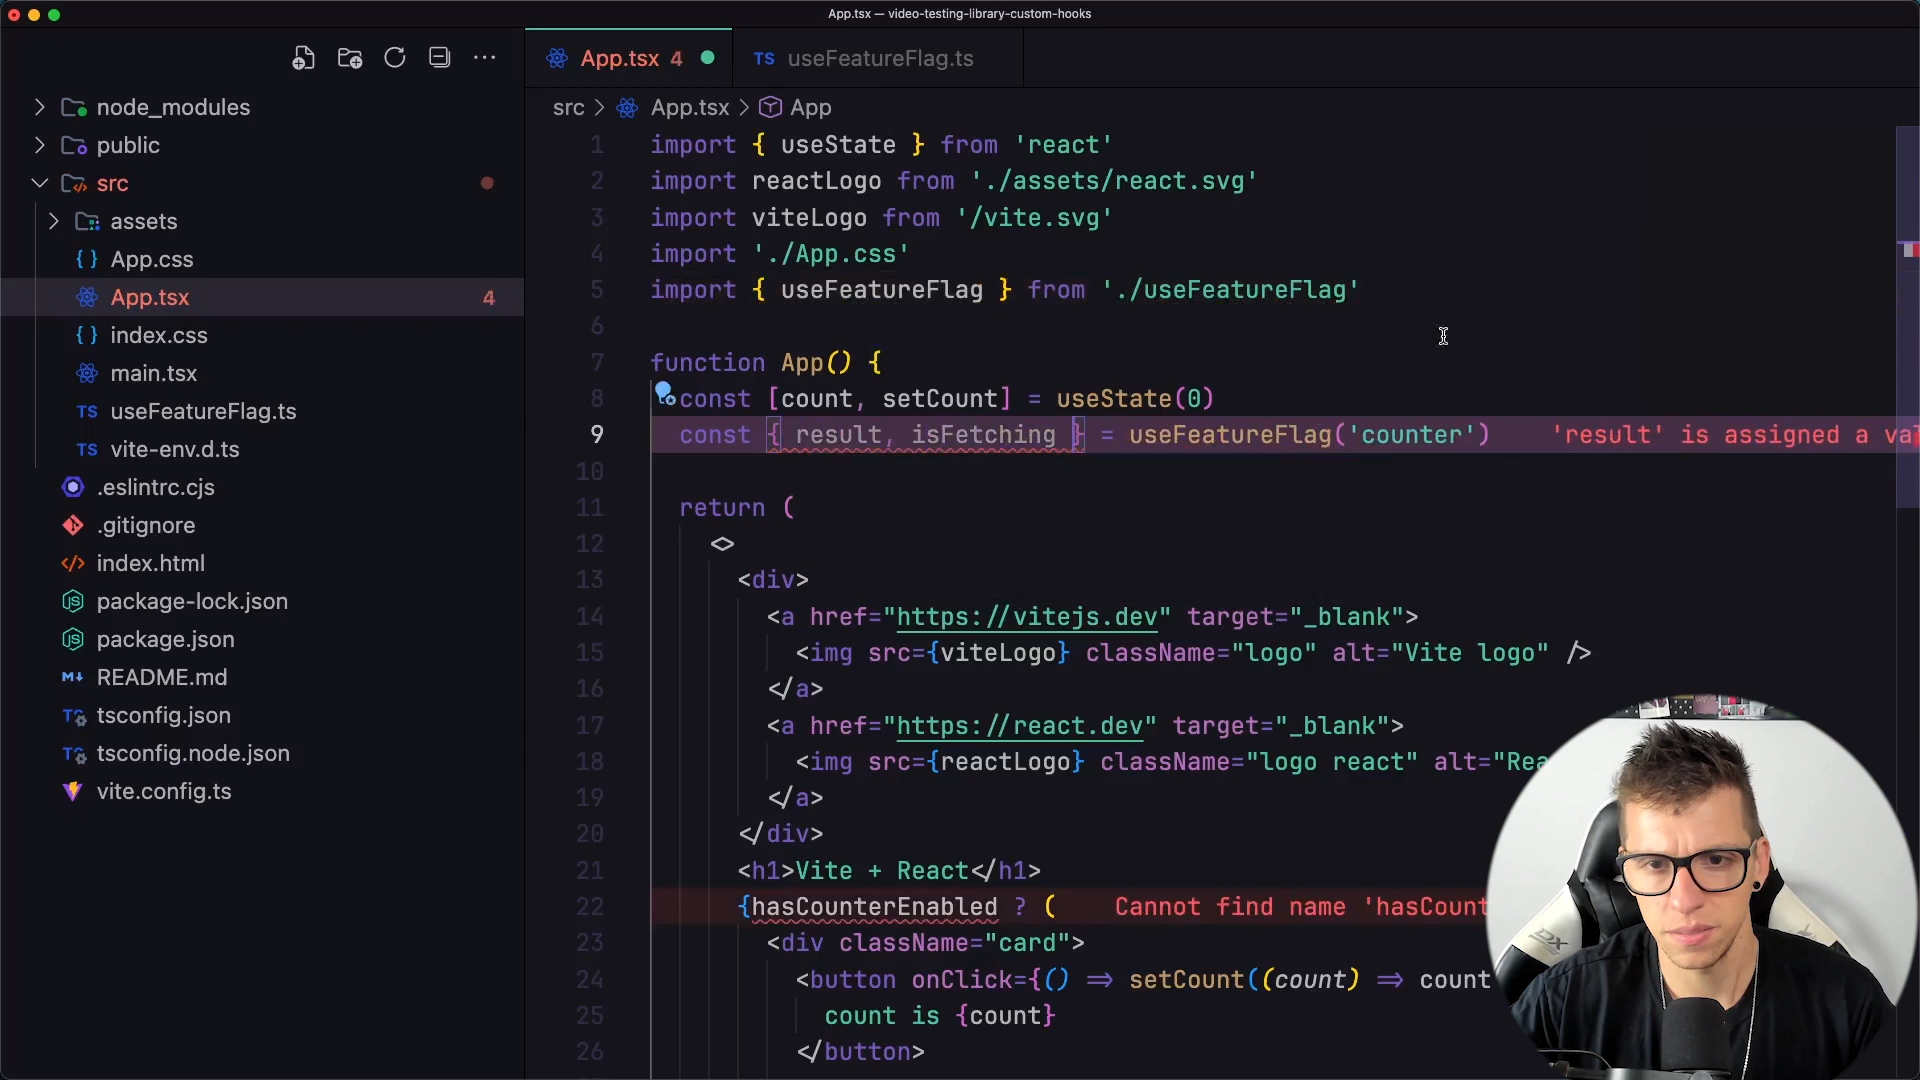 App.tsx — video-testing-library-custom-hooks
node_modules
public
src
assets
App.css
App.tsx 4
index.css
main.tsx
TS useFeatureFlag.ts
TS vite-env.d.ts
.eslintrc.cjs
.gitignore
index.html
package-lock.json
package.json
README.md
tsconfig.json
tsconfig.node.json
vite.config.ts
App.tsx 4
TS useFeatureFlag.ts
src > App.tsx > App
1 import { useState } from 'react'
2 import reactLogo from './assets/react.svg'
3 import viteLogo from '/vite.svg'
4 import './App.css'
5 import { useFeatureFlag } from './useFeatureFlag'
6
7 function App() {
8 const [count, setCount] = useState(0)
9 const { result, isFetching } = useFeatureFlag('counter') 'result' is assigned a va
10
11 return (
12 <>
13 <div>
14 <a href="https://vitejs.dev" target="_blank">
15 <img src={viteLogo} className="logo" alt="Vite logo" />
16 </a>
17 <a href="https://react.dev" target="_blank">
18 <img src={reactLogo} className="logo react" alt="Rea
19 </a>
20 </div>
21 <h1>Vite + React</h1>
22 {hasCounterEnabled ? ( Cannot find name 'hasCount
23 <div className="card">
24 <button onClick={() => setCount((count) => count
25 count is {count}
26 </button>
DX